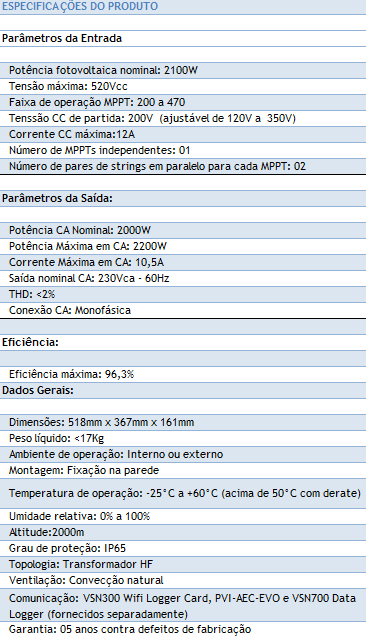 ESPECIFICAÇÕES DO PRODUTO
Parâmetros da Entrada
Potência fotovoltaica nominal: 2100W
Tensão máxima: 520Vcc
Faixa de operação MPPT: 200 a 470
Tenssão CC de partida: 200V (ajustável de 120V a 350V)
Corrente CC máxima:12A
Número de MPPTs independentes: 01
Número de pares de strings em paralelo para cada MPPT: 02
Parâmetros da Saída:
Potência CA Nominal: 2000W
Potência Máxima em CA: 2200W
Corrente Máxima em CA: 10,5A
Saída nominal CA: 230Vca - 60Hz
THD: <2%
Conexão CA: Monofásica
Eficiência:
Eficiência máxima: 96,3%
Dados Gerais:
Dimensões: 518mm x 367mm x 161mm
Peso líquido: <17Kg
Ambiente de operação: Interno ou externo
Montagem: Fixação na parede
Temperatura de operação: -25°C a +60°C (acima de 50°C com derate)
Umidade relativa: 0% a 100%
Altitude:2000m
Grau de proteção: IP65
Topologia: Transformador HF
Ventilação: Convecção natural
Comunicação: VSN300 Wifi Logger Card, PVI-AEC-EVO e VSN700 Data
Logger (fornecidos separadamente)
Garantia: 05 anos contra defeitos de fabricação